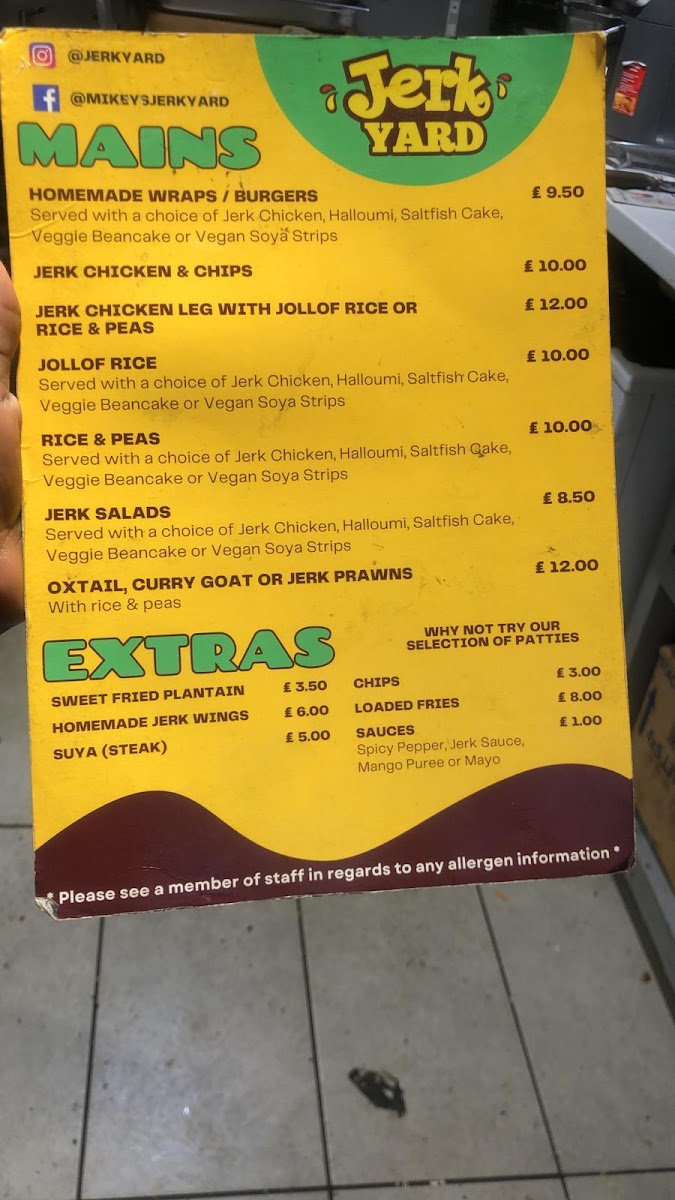 @JERKYARD
@MIKEYSJERKYARD
Jerk
YARD
MAINS
HOMEMADE WRAPS / BURGERS £ 9.50
Served with a choice of Jerk Chicken, Halloumi, Saltfish Cake,
Veggie Beancake or Vegan Soya Strips
JERK CHICKEN & CHIPS £ 10.00
JERK CHICKEN LEG WITH JOLLOF RICE OR £ 12.00
RICE & PEAS
JOLLOF RICE £ 10.00
Served with a choice of Jerk Chicken, Halloumi, Saltfish Cake,
Veggie Beancake or Vegan Soya Strips
RICE & PEAS £ 10.00
Served with a choice of Jerk Chicken, Halloumi, Saltfish Cake,
Veggie Beancake or Vegan Soya Strips
JERK SALADS £ 8.50
Served with a choice of Jerk Chicken, Halloumi, Saltfish Cake,
Veggie Beancake or Vegan Soya Strips
OXTAIL, CURRY GOAT OR JERK PRAWNS £ 12.00
With rice & peas
EXTRAS
SWEET FRIED PLANTAIN £ 3.50
HOMEMADE JERK WINGS £ 6.00
SUYA (STEAK) £ 5.00
WHY NOT TRY OUR
SELECTION OF PATTIES
CHIPS £ 3.00
LOADED FRIES £ 8.00
SAUCES £ 1.00
Spicy Pepper, Jerk Sauce,
Mango Puree or Mayo
* Please see a member of staff in regards to any allergen information *